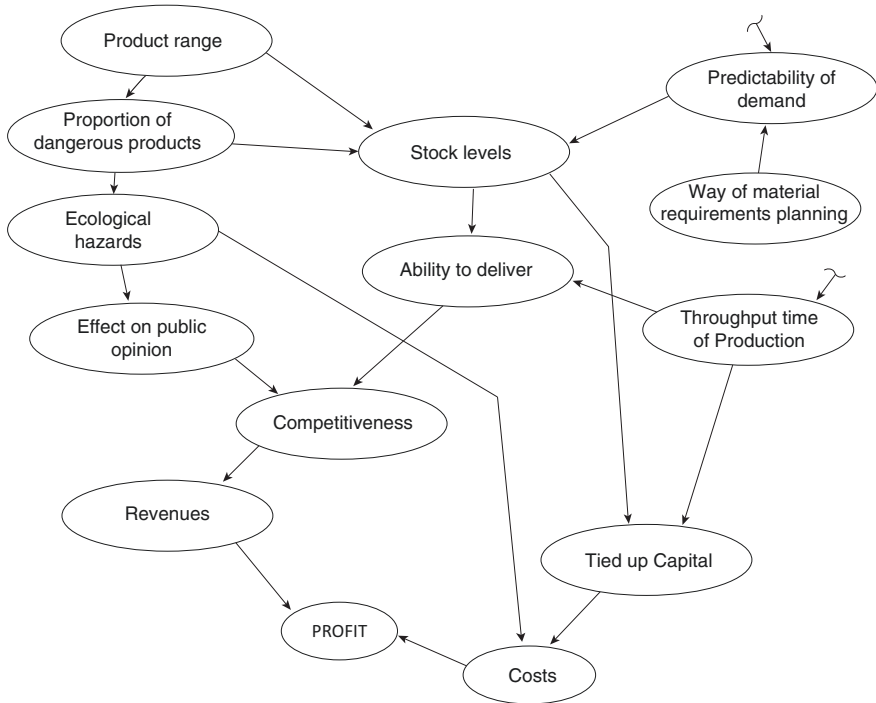 Product range
Predictability of
demand
Proportion of
dangerous products
Stock levels
Way of material
requirements planning
Ecological
hazards
Ability to deliver
Effect on public
opinion
Throughput time
of Production
Competitiveness
Revenues
Tied up Capital
PROFIT
Costs